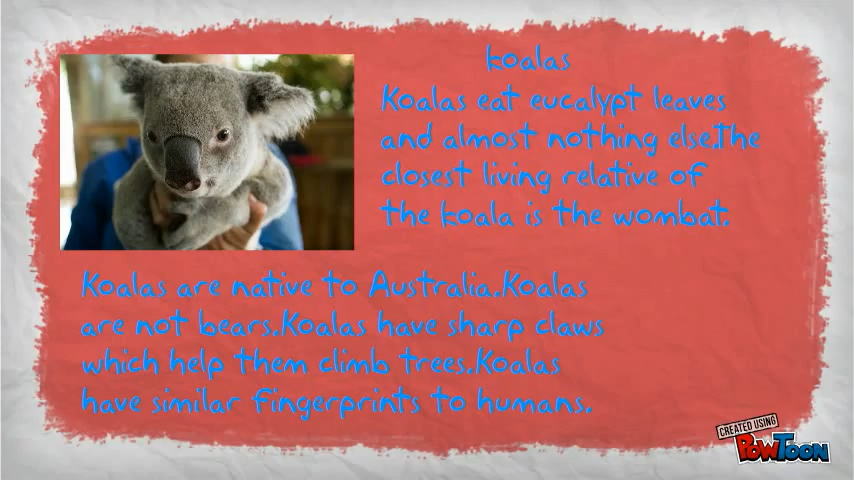 koalas
Koalas eat eucalypt leaves
and almost nothing else.The
closest living relative of
the koala is the wombat.
Koalas are native to Australia.Koalas
are not bears.Koalas have sharp claws
which help them climb trees.Koalas
have similar fingerprints to humans.
CREATED USING
POWTOON